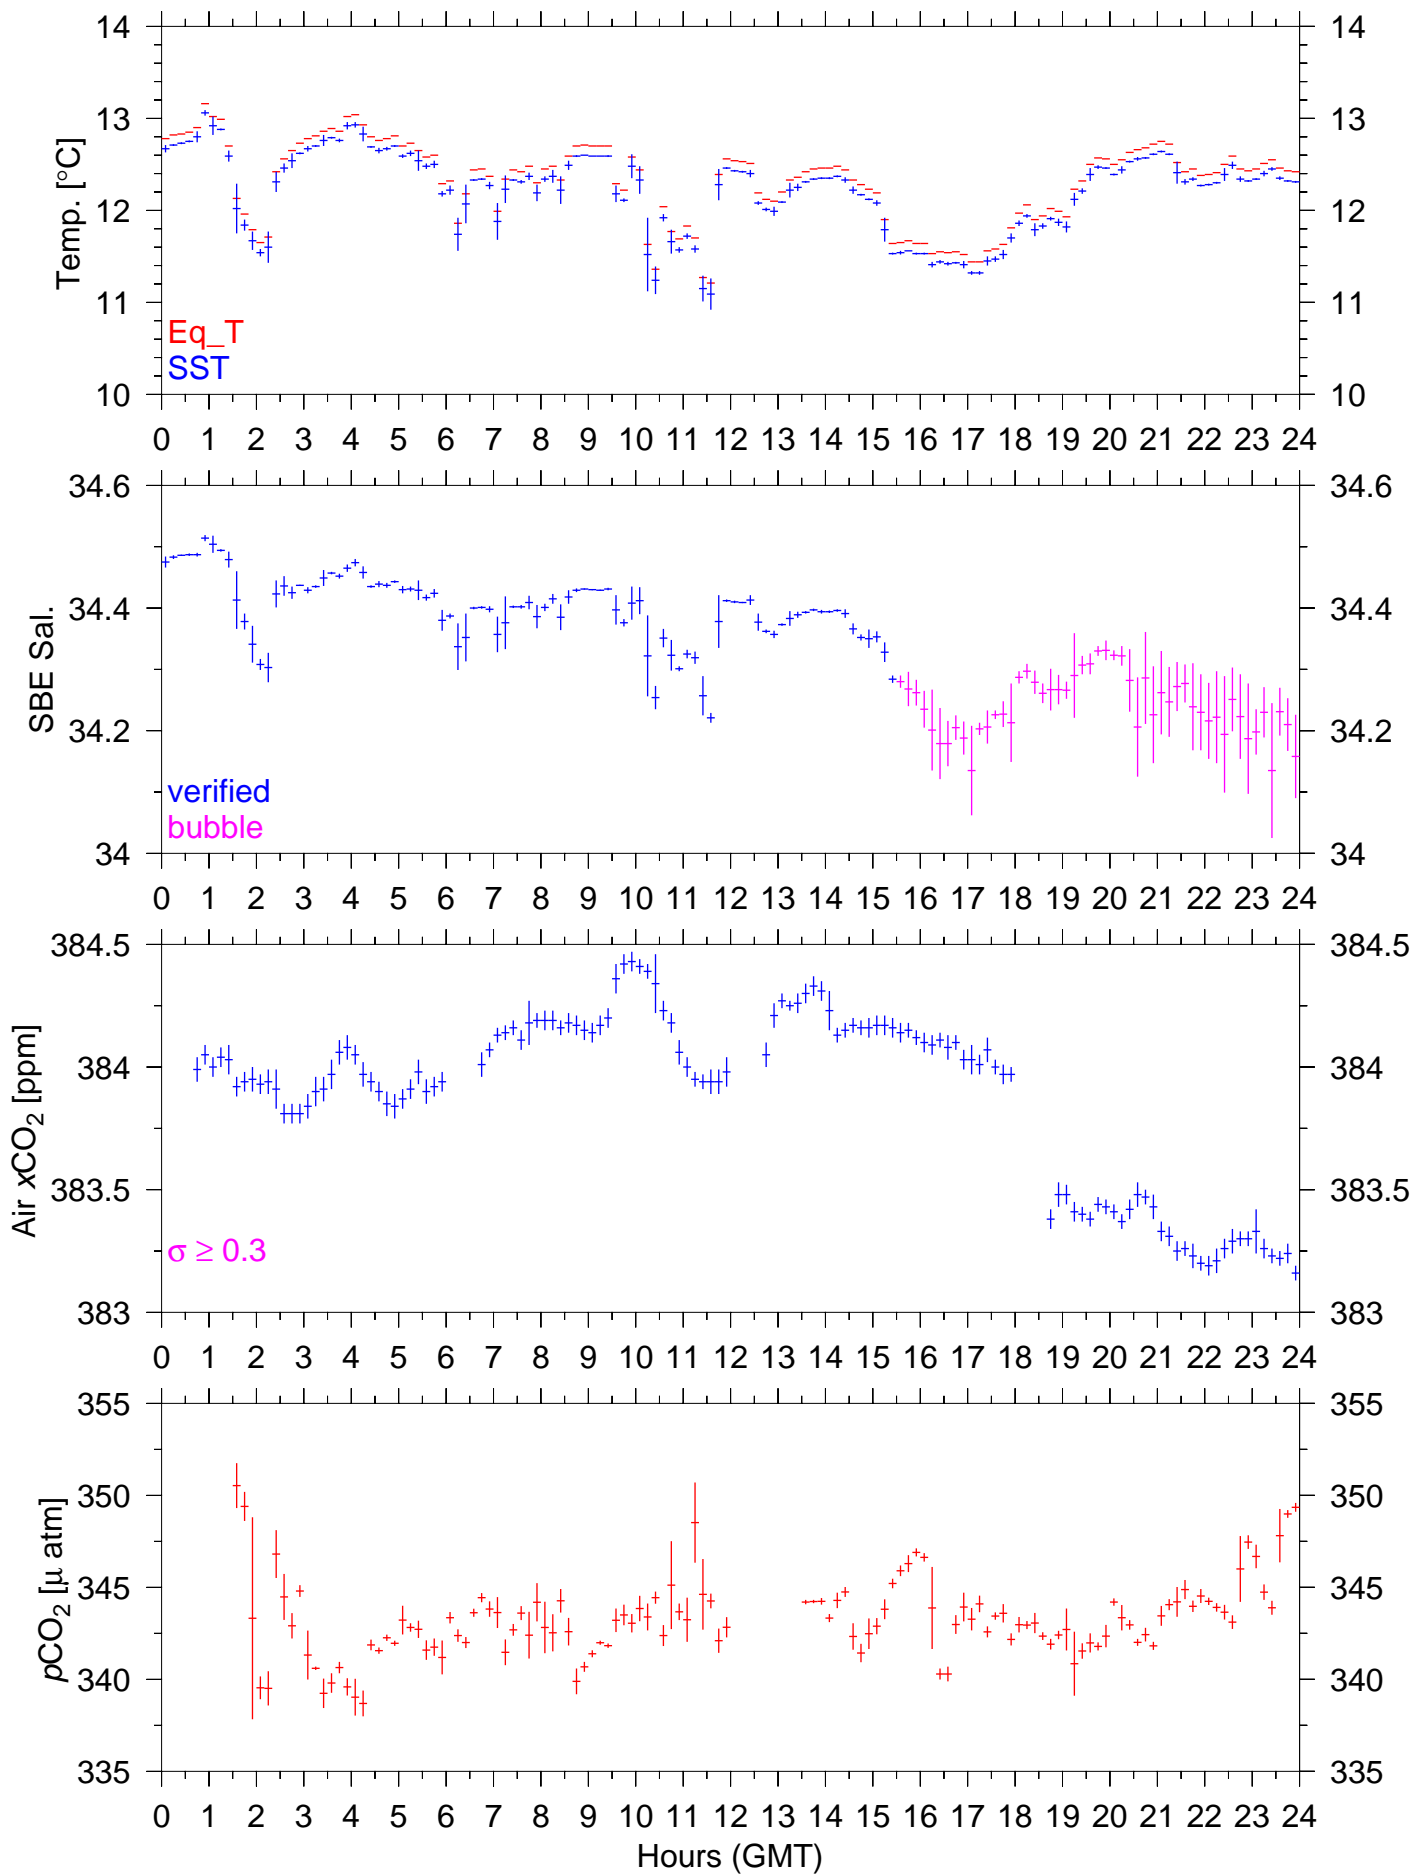 14 14
13 13
12 12
11 11
10 10
Temp. [°C]
Eq_T
SST
0 1 2 3 4 5 6 7 8 9 10 11 12 13 14 15 16 17 18 19 20 21 22 23 24
34.6 34.6
34.4 34.4
34.2 34.2
34 34
SBE Sal.
verified
bubble
0 1 2 3 4 5 6 7 8 9 10 11 12 13 14 15 16 17 18 19 20 21 22 23 24
384.5 384.5
384 384
383.5 383.5
383 383
Air xCO₂ [ppm]
σ ≥ 0.3
0 1 2 3 4 5 6 7 8 9 10 11 12 13 14 15 16 17 18 19 20 21 22 23 24
355 355
350 350
345 345
340 340
335 335
pCO₂ [μ atm]
0 1 2 3 4 5 6 7 8 9 10 11 12 13 14 15 16 17 18 19 20 21 22 23 24
Hours (GMT)